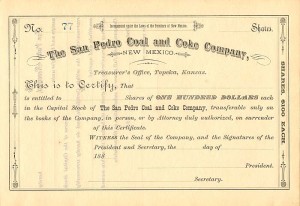 No. 77
Incorporated under the Laws of the Territory of New Mexico.
Shares.
The San Pedro Coal and Coke Company,
NEW MEXICO.
Treasurer's Office, Topeka, Kansas.
This is to Certify, That
is entitled to Shares of ONE HUNDRED DOLLARS each
in the Capital Stock of The San Pedro Coal and Coke Company, transferable only on
the books of the Company, in person, or by Attorney duly authorized, on surrender
of this Certificate.
WITNESS the Seal of the Company, and the Signatures of
the President and Secretary, the day of
188
President.
Secretary.
SHARES, $100 EACH.